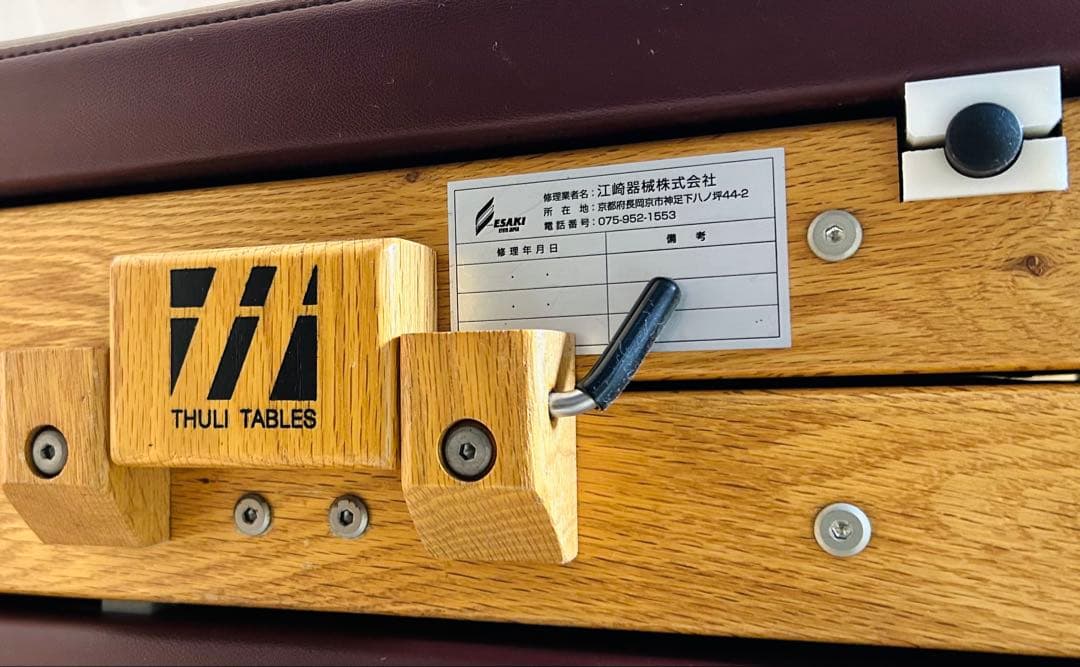 ESAKI
修理業者名：江崎器械株式会社
所在地：京都府長岡京市神足下八ノ坪44-2
電話番号：075-952-1553
修理年月日
備考
THULI TABLES